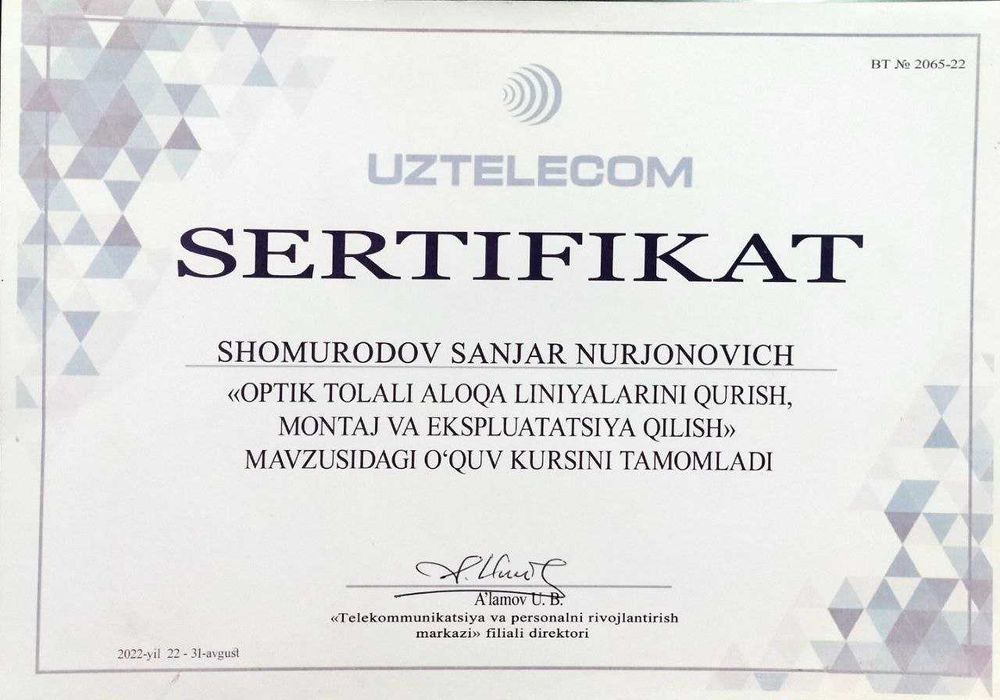 BT № 2065-22
UZTELECOM
SERTIFIKAT
SHOMURODOV SANJAR NURJONOVICH
«OPTIK TOLALI ALOQA LINIYALARINI QURISH,
MONTAJ VA EKSPLUATATSIYA QILISH»
MAVZUSIDAGI O‘QUV KURSINI TAMOMLADI
A’lamov U. B.
«Telekommunikatsiya va personalni rivojlantirish
markazi» filiali direktori
2022-yil 22 - 31-avgust